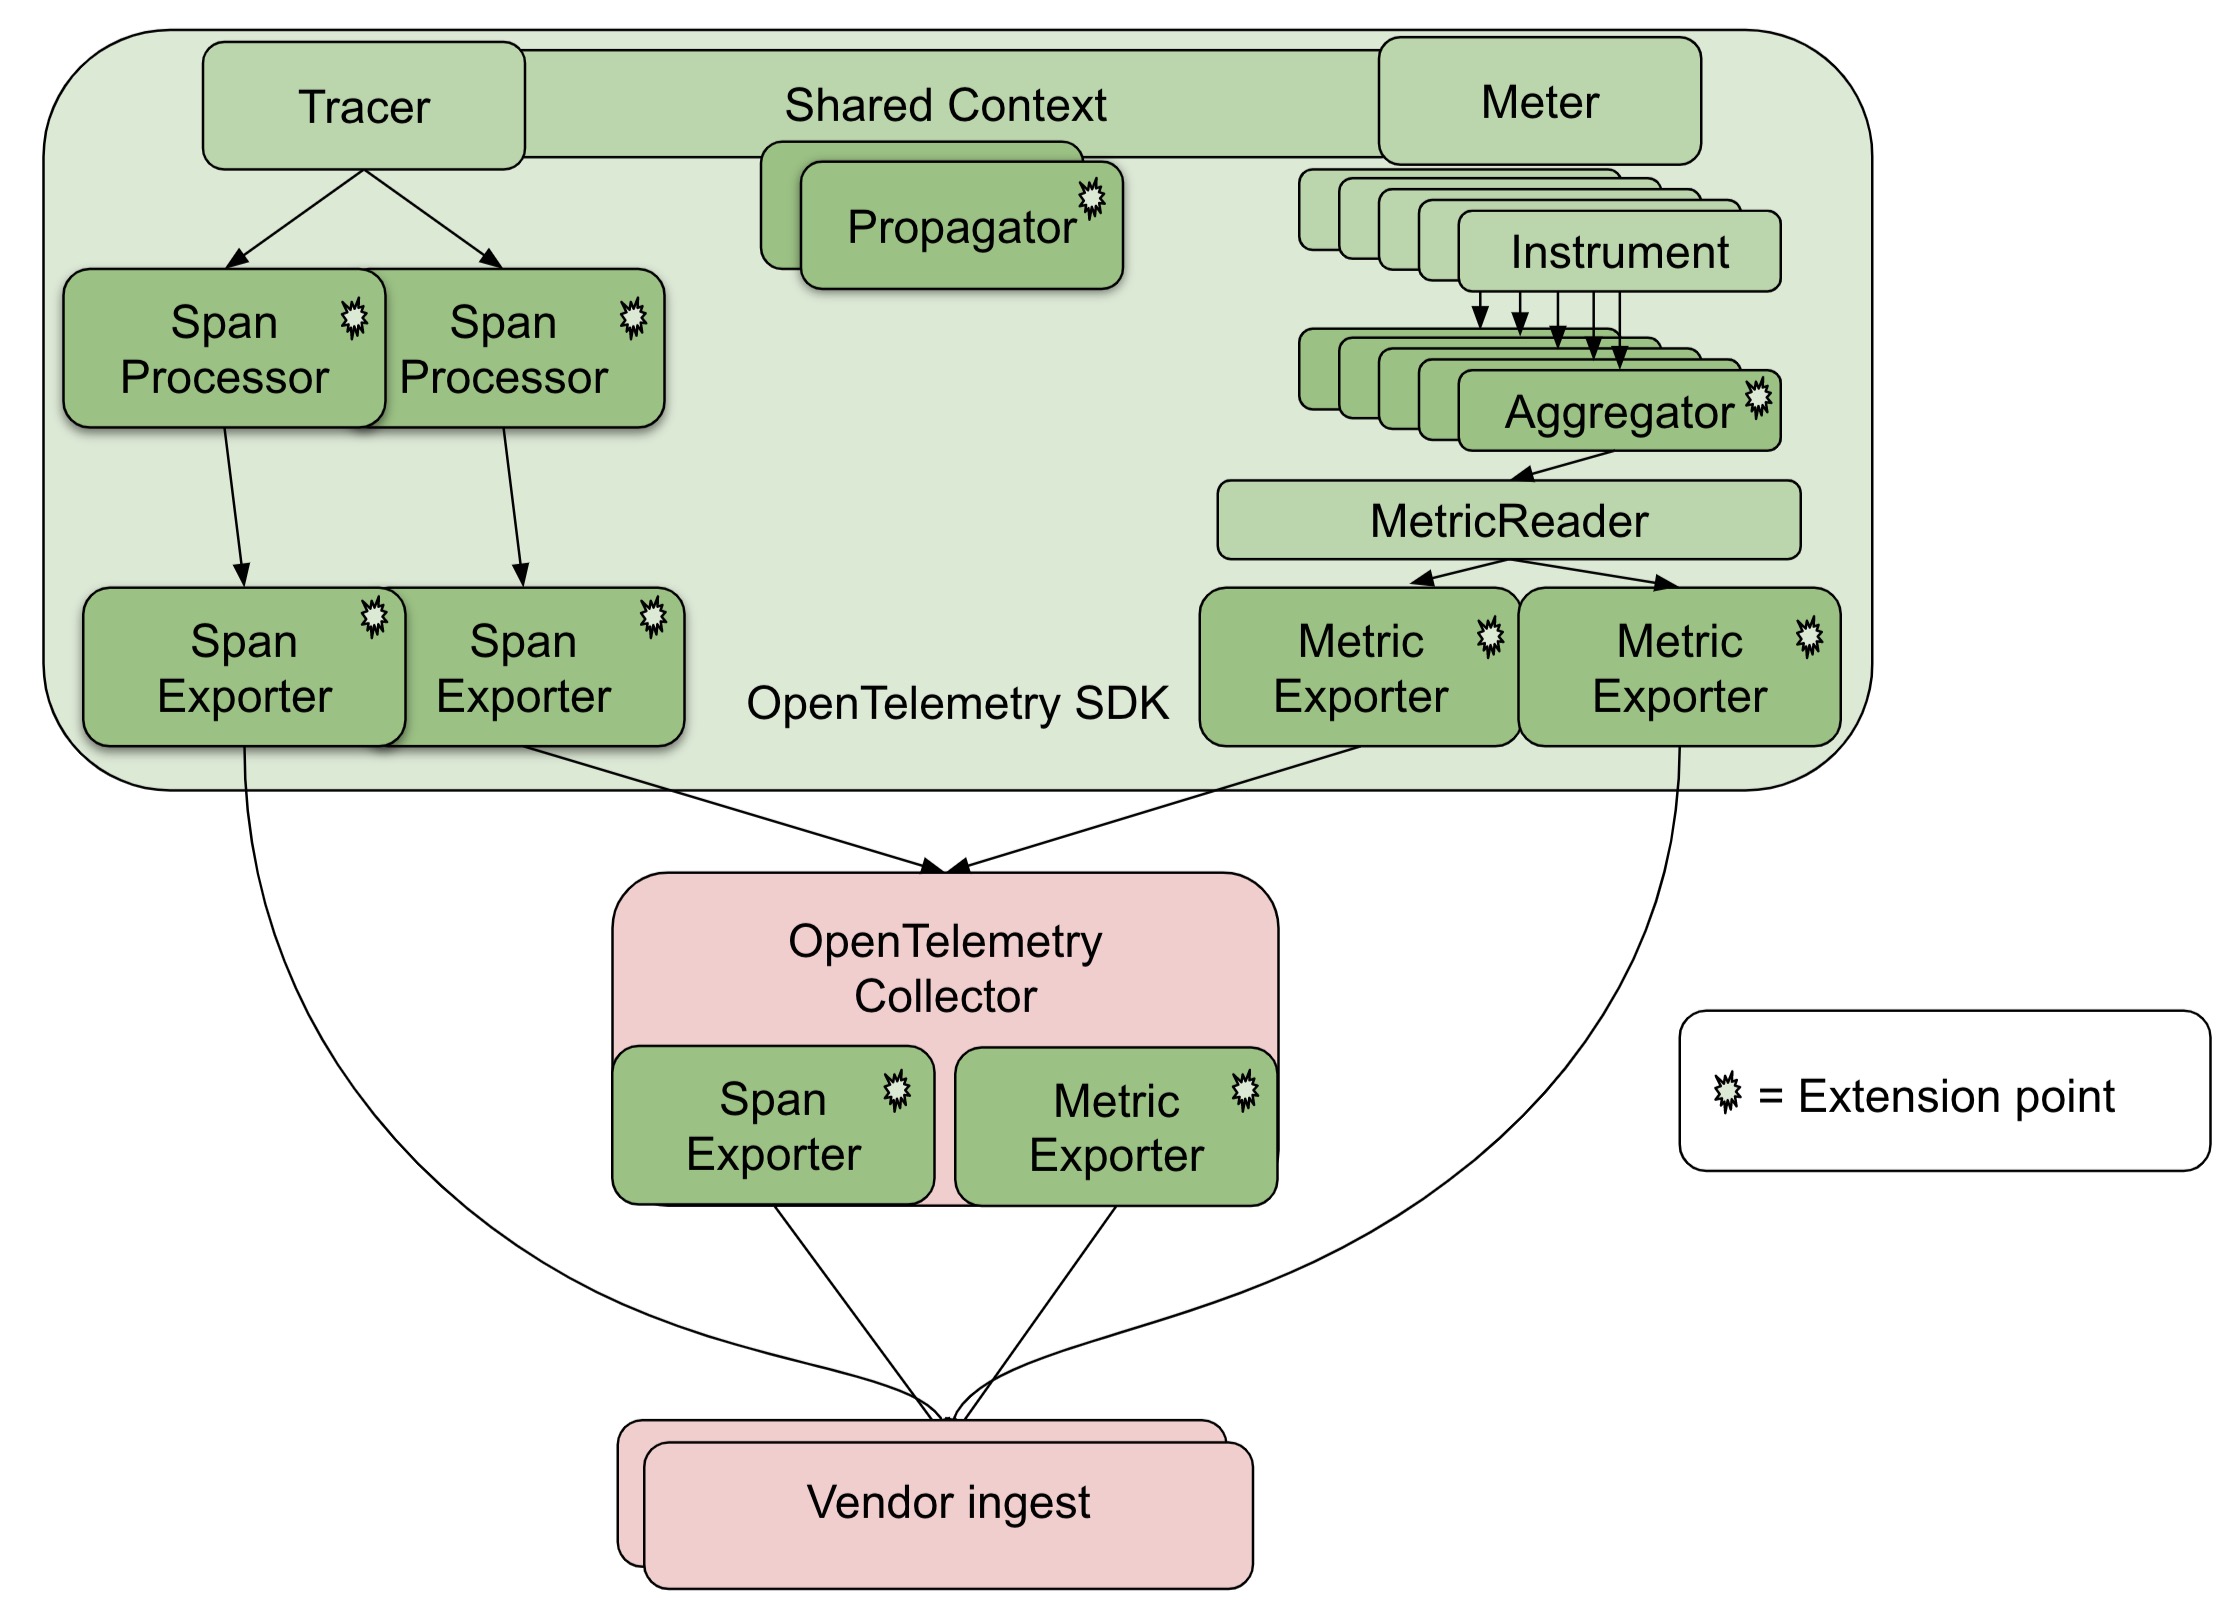 Tracer
Shared Context
Meter
Propagator
Instrument
Span
Processor
Span
Processor
Aggregator
MetricReader
Span
Exporter
Span
Exporter
OpenTelemetry SDK
Metric
Exporter
Metric
Exporter
OpenTelemetry
Collector
Span
Exporter
Metric
Exporter
= Extension point
Vendor ingest